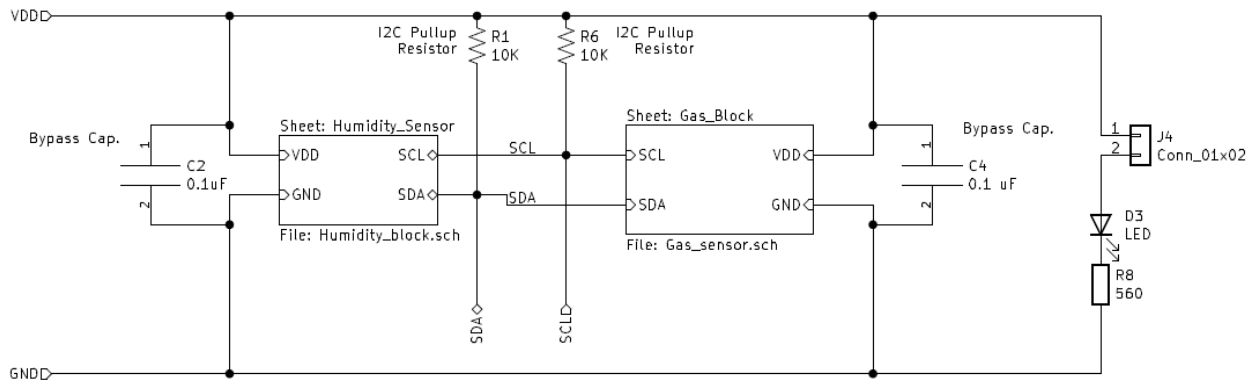 VDD
I2C Pullup
Resistor
R1
10K
R6
10K
I2C Pullup
Resistor
Bypass Cap.
1
C2
0.1uF
2
Sheet: Humidity_Sensor
VDD
SCL
GND
SDA
File: Humidity_block.sch
SCL
SDA
Sheet: Gas_Block
SCL
VDD
SDA
GND
File: Gas_sensor.sch
Bypass Cap.
1
C4
0.1 uF
2
1
2
J4
Conn_01x02
D3
LED
R8
560
SDA
SCL
GND